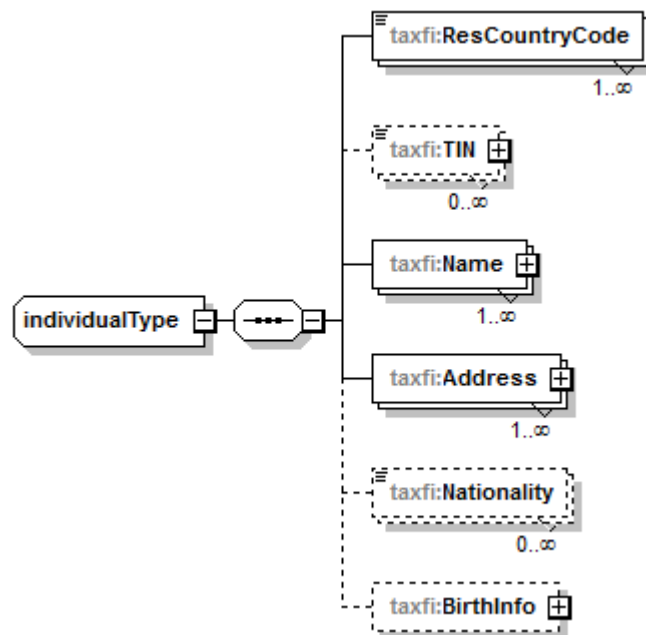 taxfi:ResCountryCode
1..∞
taxfi:TIN
0..∞
taxfi:Name
1..∞
individualType
taxfi:Address
1..∞
taxfi:Nationality
0..∞
taxfi:BirthInfo